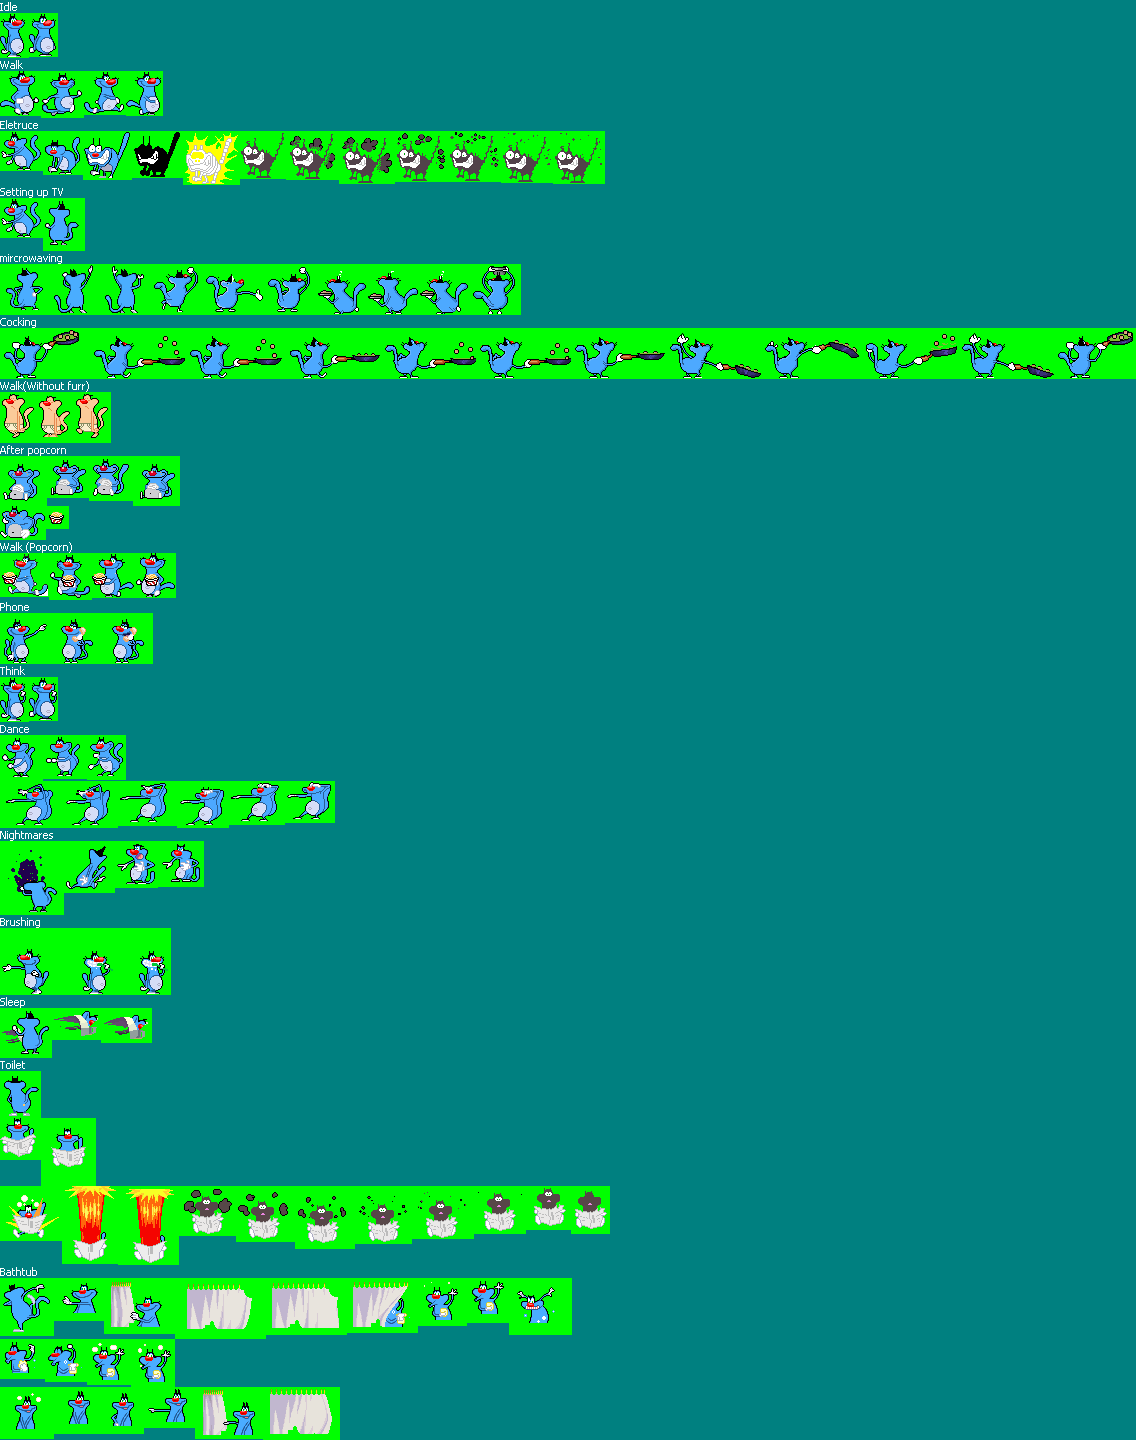 Idle
Walk
Eletruce
Setting up TV
mircrowaving
Cocking
Walk(Without furr)
After popcorn
Walk (Popcorn)
Phone
Think
Dance
Nightmares
Brushing
Sleep
Toilet
Bathtub